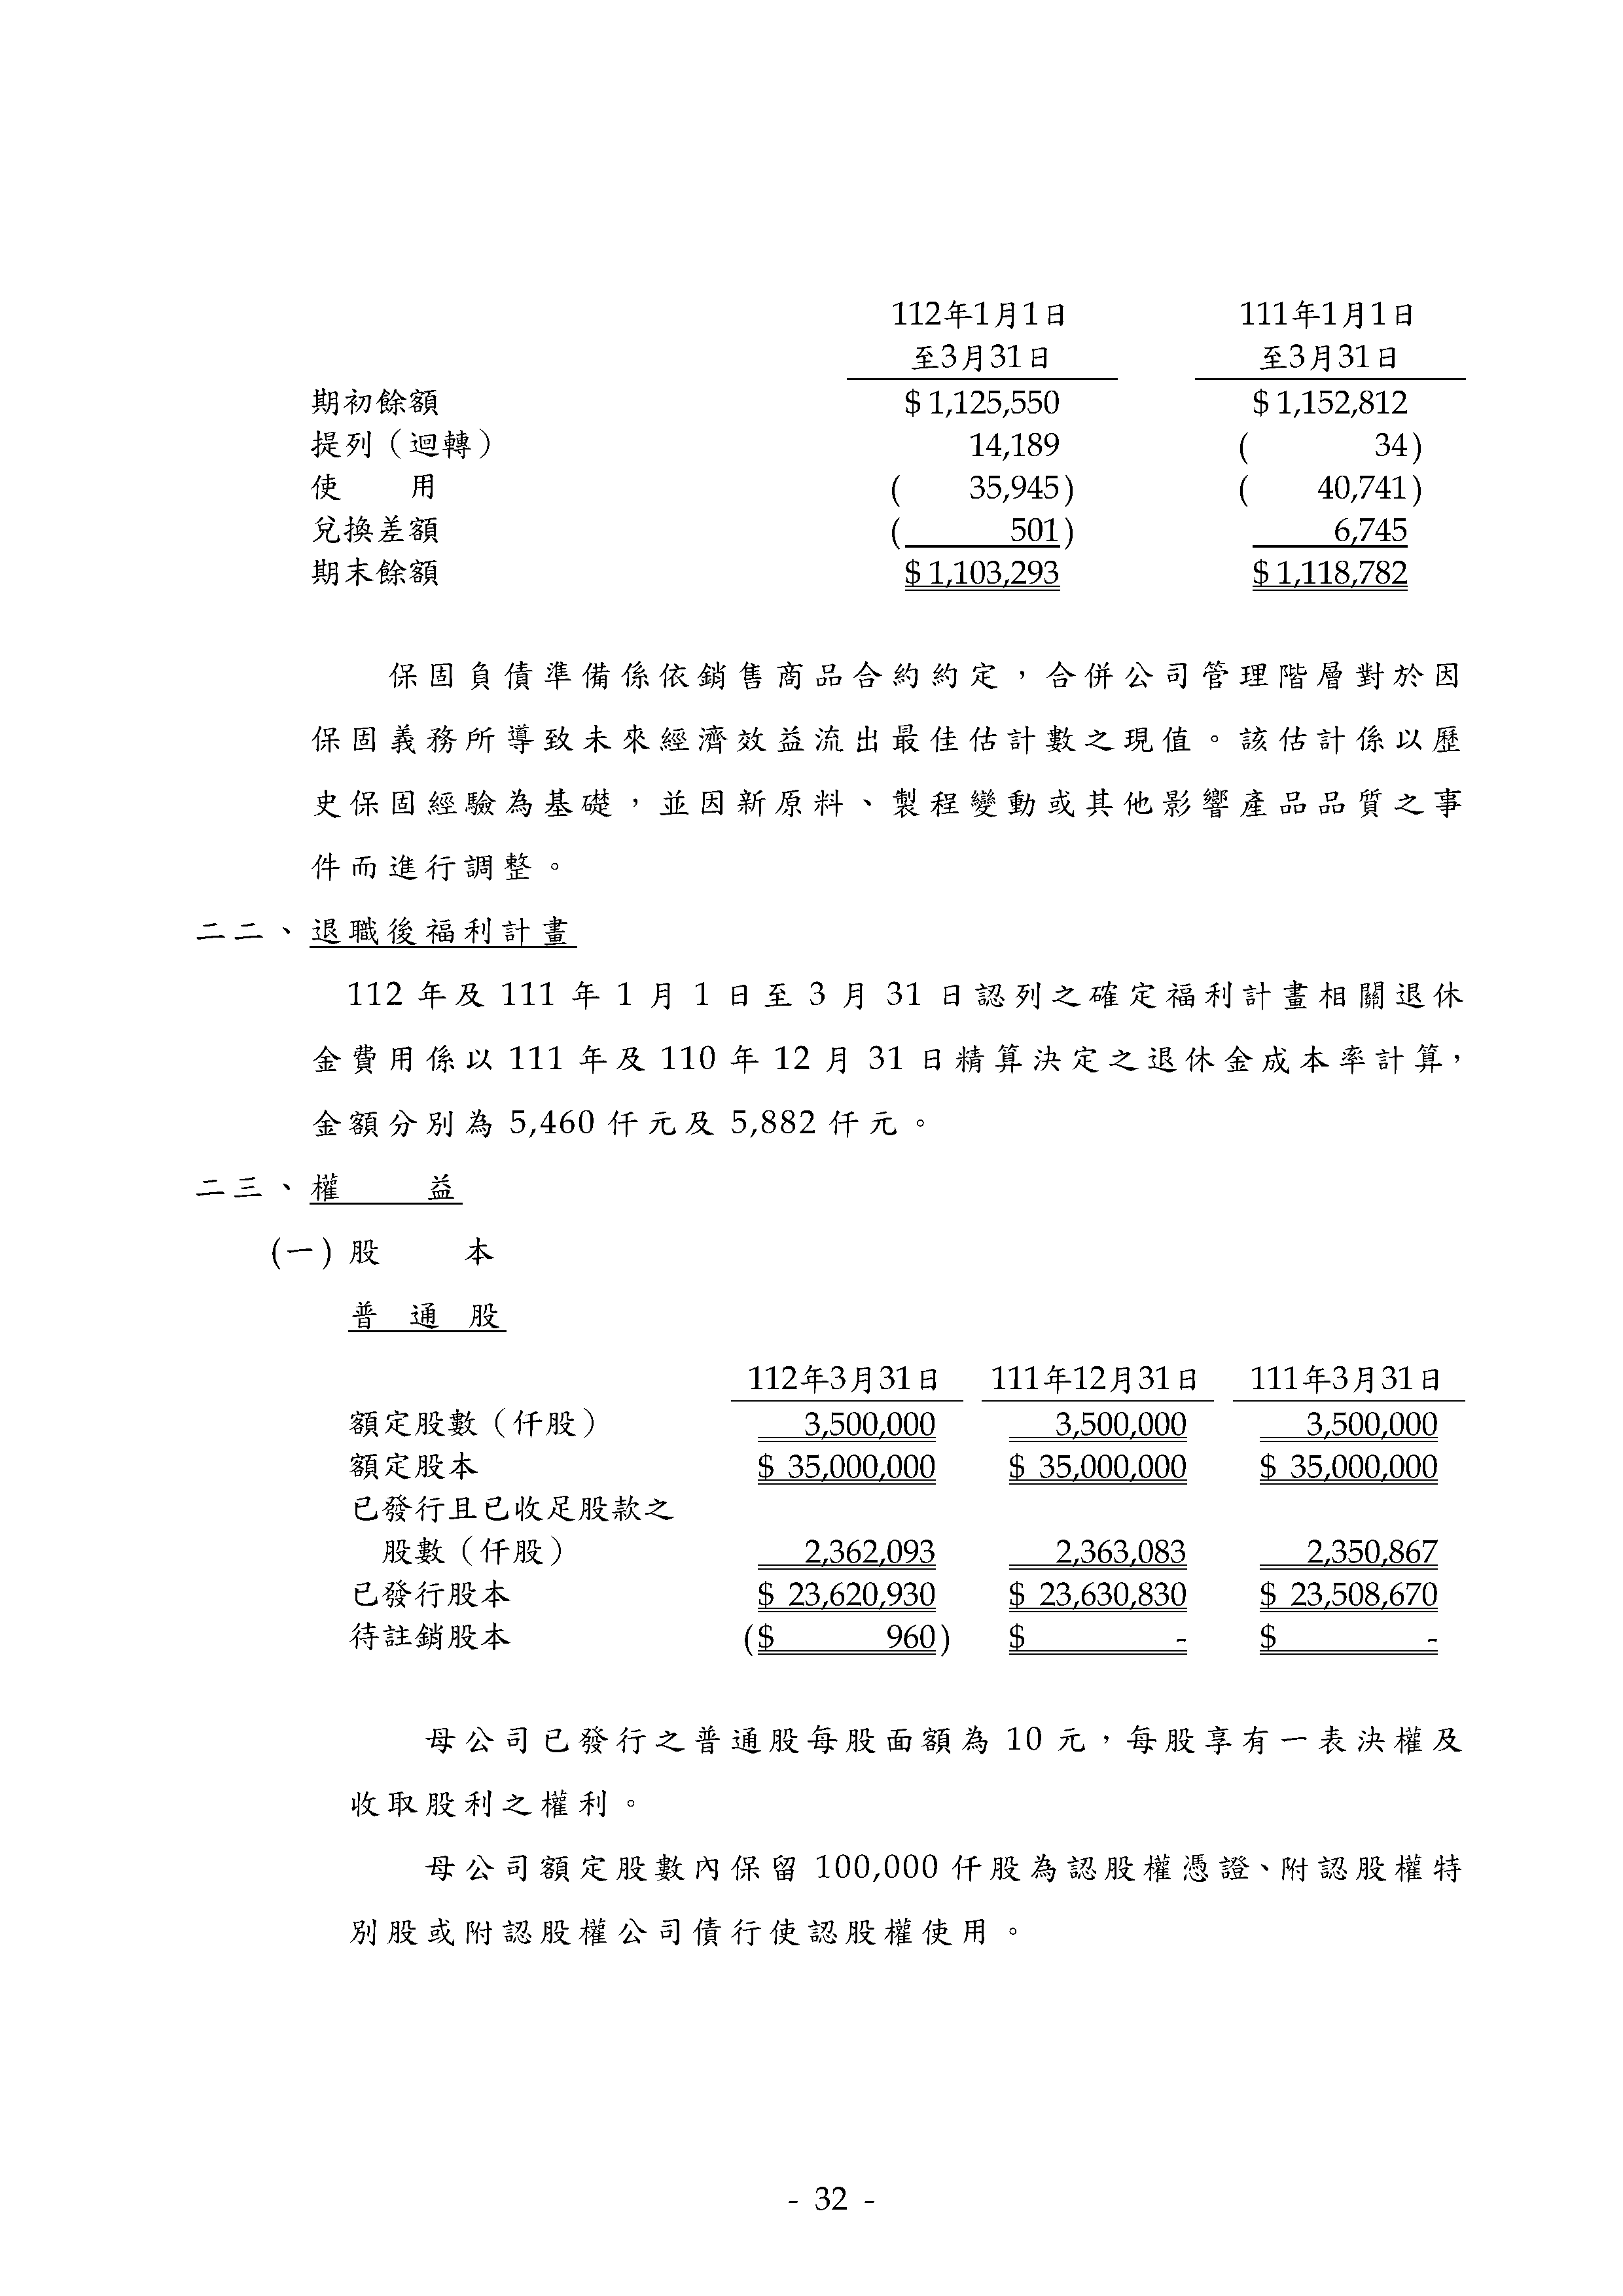 112年1月1日 111年1月1日
至3月31日 至3月31日
期初餘額 $1,125,550 $1,152,812
提列（迴轉） 14,189 ( 34)
使 用 ( 35,945) ( 40,741)
兌換差額 ( 501) 6,745
期末餘額 $1,103,293 $1,118,782
保固負債準備係依銷售商品合約約定，合併公司管理階層對於因
保固義務所導致未來經濟效益流出最佳估計數之現值。該估計係以歷
史保固經驗為基礎，並因新原料、製程變動或其他影響產品品質之事
件而進行調整。
二二、退職後福利計畫
112 年及 111 年 1 月 1 日至 3 月 31 日認列之確定福利計畫相關退休
金費用係以 111 年及 110 年 12 月 31 日精算決定之退休金成本率計算，
金額分別為 5,460 仟元及 5,882 仟元。
二三、權 益
(一) 股 本
普 通 股
112年3月31日 111年12月31日 111年3月31日
額定股數（仟股） 3,500,000 3,500,000 3,500,000
額定股本 $ 35,000,000 $ 35,000,000 $ 35,000,000
已發行且已收足股款之
股數（仟股） 2,362,093 2,363,083 2,350,867
已發行股本 $ 23,620,930 $ 23,630,830 $ 23,508,670
待註銷股本 ($ 960) $ - $ -
母公司已發行之普通股每股面額為 10 元，每股享有一表決權及
收取股利之權利。
母公司額定股數內保留 100,000 仟股為認股權憑證、附認股權特
別股或附認股權公司債行使認股權使用。
- 32 -